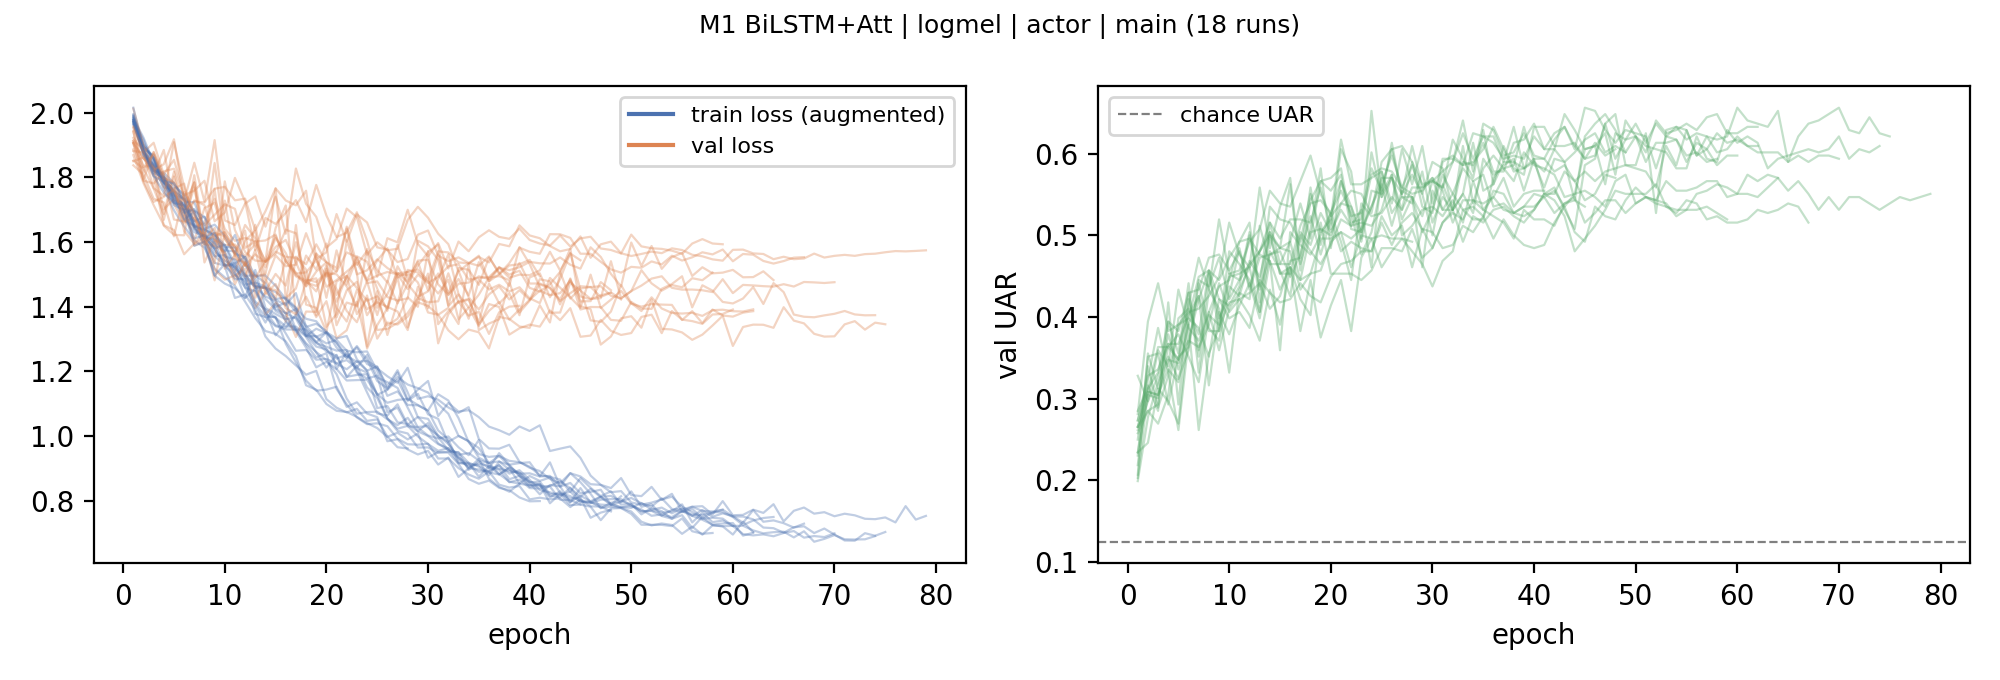 M1 BiLSTM+Att | logmel | actor | main (18 runs)
2.0
1.8
1.6
1.4
1.2
1.0
0.8
train loss (augmented)
val loss
0 10 20 30 40 50 60 70 80
epoch
val UAR
0.6
0.5
0.4
0.3
0.2
0.1
chance UAR
0 10 20 30 40 50 60 70 80
epoch